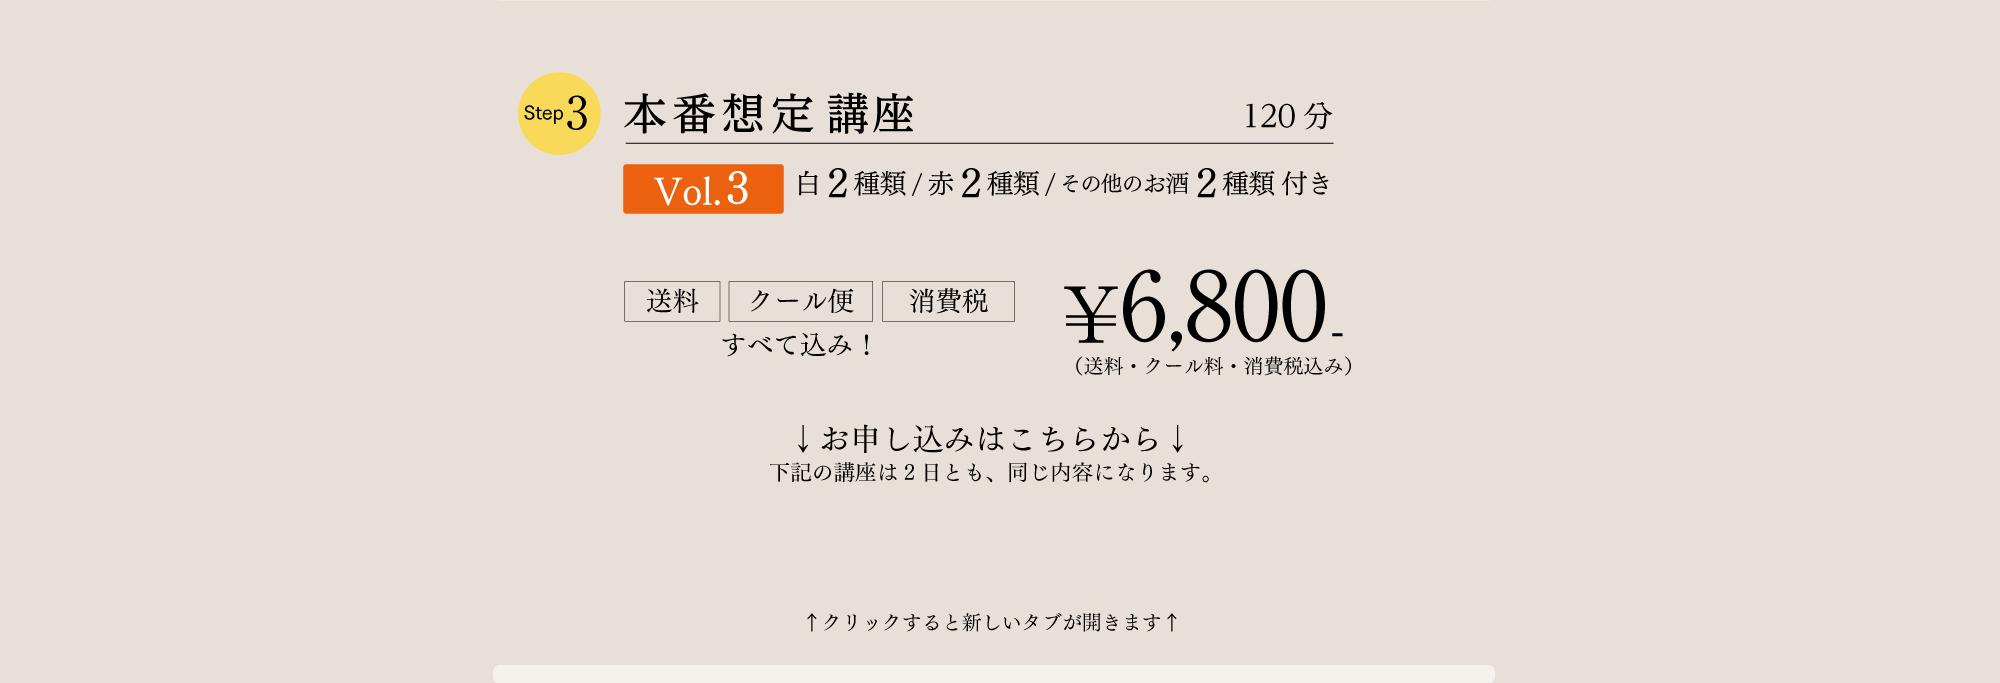 Step3 本番想定 講座 120分
Vol.3 白2種類/赤2種類/その他のお酒2種類 付き
送料 クール便 消費税 ¥6,800-
すべて込み！
（送料・クール料・消費税込み）
↓お申し込みはこちらから↓
下記の講座は2日とも、同じ内容になります。
↑クリックすると新しいタブが開きます↑